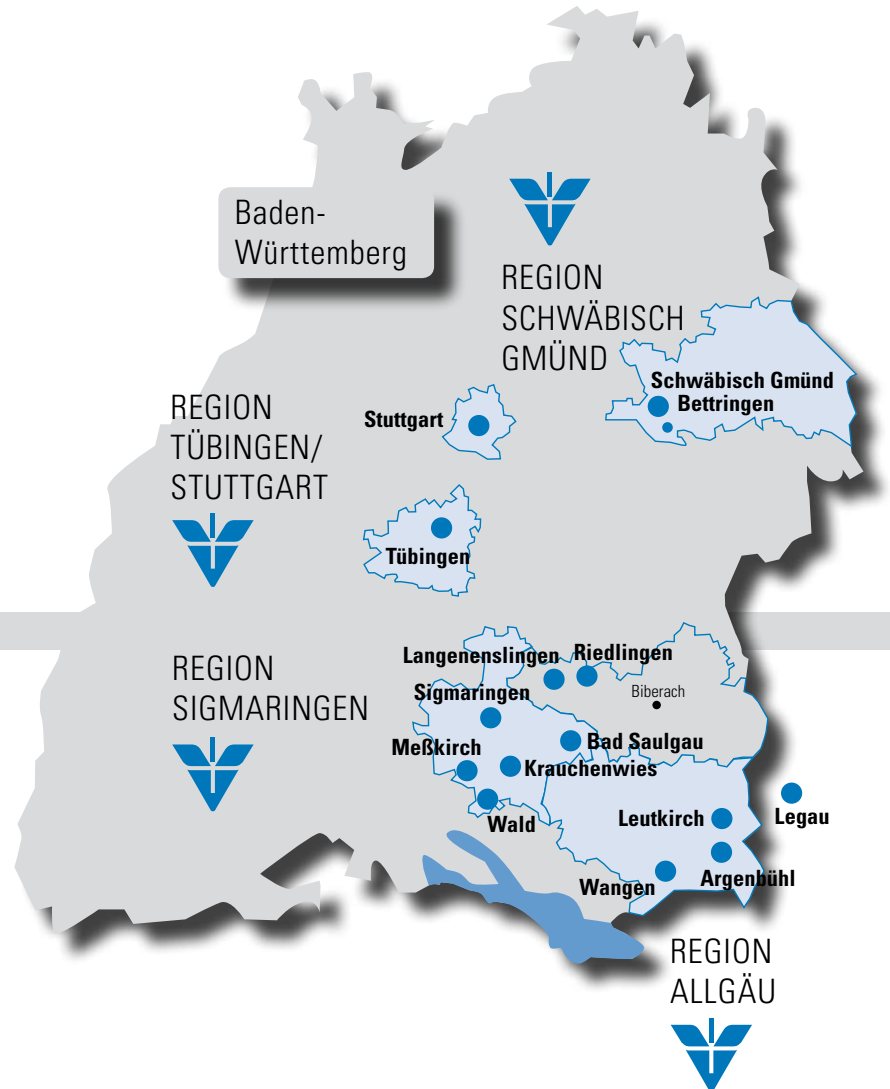 Baden-
Württemberg
REGION
SCHWÄBISCH
GMÜND
Schwäbisch Gmünd
Bettringen
REGION
TÜBINGEN/
STUTTGART
Stuttgart
Tübingen
REGION
SIGMARINGEN
Langenenslingen
Riedlingen
Sigmaringen
Biberach
Meßkirch
Bad Saulgau
Krauchenwies
Wald
Leutkirch
Legau
Wangen
Argenbühl
REGION
ALLGÄU